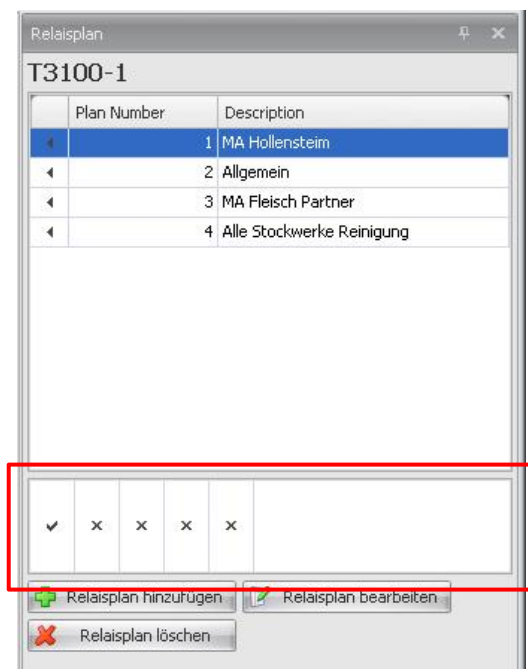 Relaisplan
T3100-1
Plan Number Description
1 MA Hollensteim
2 Allgemein
3 MA Fleisch Partner
4 Alle Stockwerke Reinigung
Relaisplan hinzufügen Relaisplan bearbeiten
Relaisplan löschen